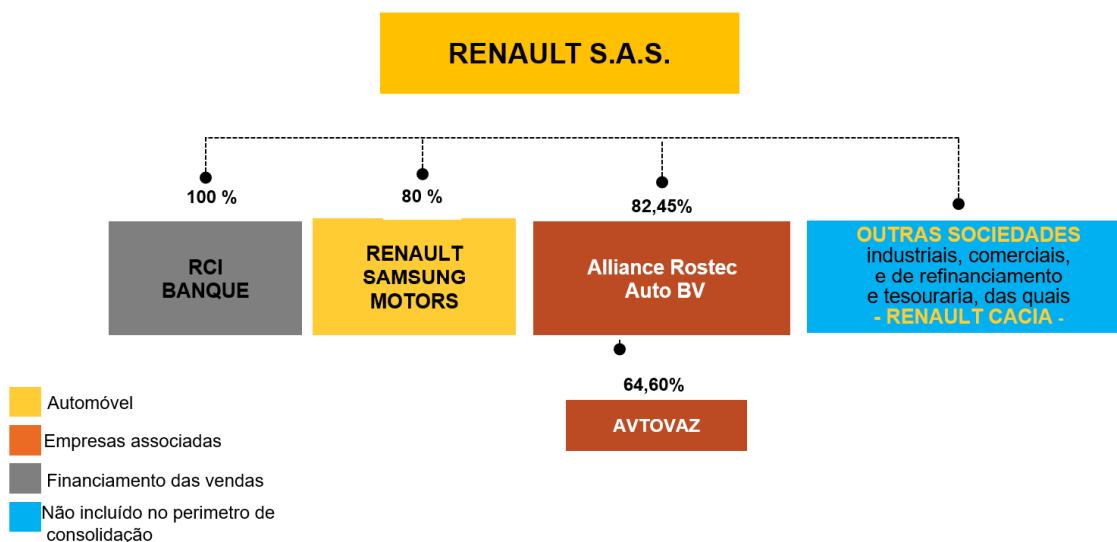 RENAULT S.A.S.
100 %
80 %
82,45%
RCI
BANQUE
RENAULT
SAMSUNG
MOTORS
Alliance Rostec
Auto BV
OUTRAS SOCIEDADES
industriais, comerciais,
e de refinanciamento
e tesouraria, das quais
- RENAULT CACIA -
64,60%
AVTOVAZ
Automóvel
Empresas associadas
Financiamento das vendas
Não incluído no perimetro de
consolidação